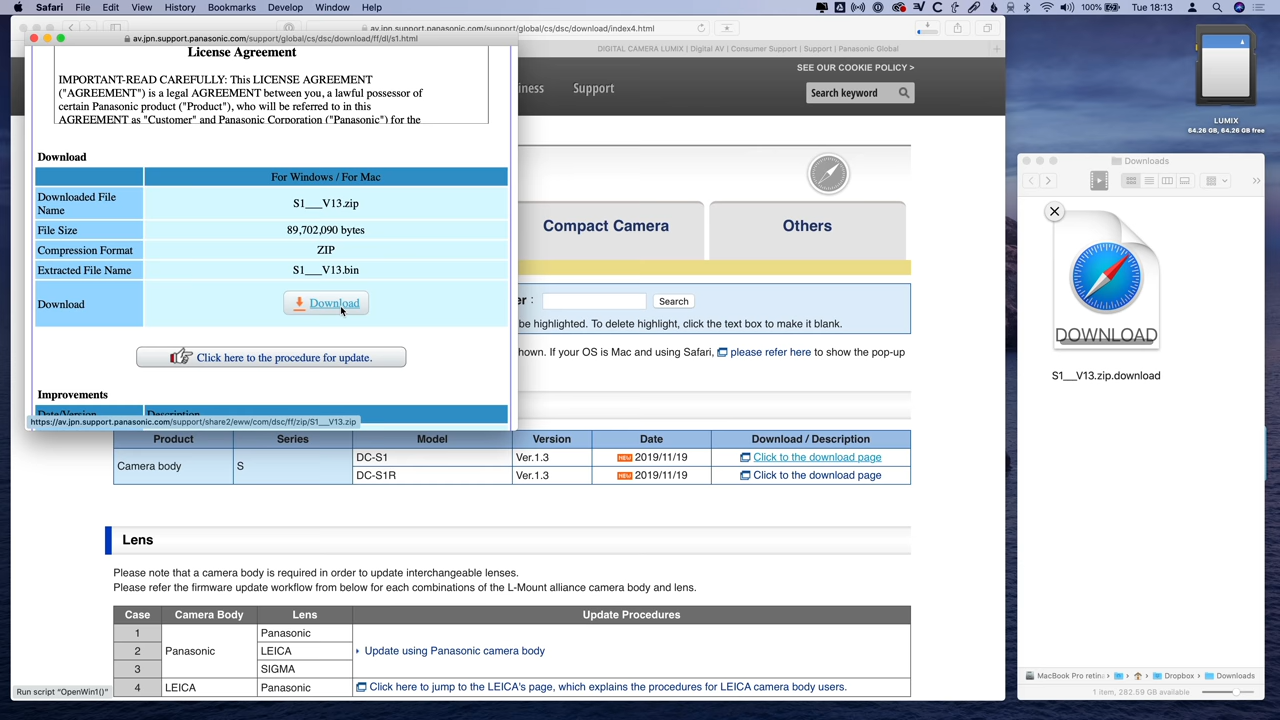 Safari File Edit View History Bookmarks Develop Window Help
100% Tue 18:13
av.jpn.support.panasonic.com/support/global/cs/dsc/download/index4.html
DIGITAL CAMERA LUMIX | Digital AV | Consumer Support | Support | Panasonic Global
av.jpn.support.panasonic.com/support/global/cs/dsc/download/ff/dl/s1.html
SEE OUR COOKIE POLICY >
iness Support
Search keyword
License Agreement
IMPORTANT-READ CAREFULLY: This LICENSE AGREEMENT
("AGREEMENT") is a legal AGREEMENT between you, a lawful possessor of
certain Panasonic product ("Product"), who will be referred to in this
AGREEMENT as "Customer" and Panasonic Corporation ("Panasonic") for the
Download
For Windows / For Mac
Downloaded File Name S1___V13.zip
File Size 89,702,090 bytes
Compression Format ZIP
Extracted File Name S1___V13.bin
Download Download
Click here to the procedure for update.
Improvements
Date/Version Description
https://av.jpn.support.panasonic.com/support/share2/eww/com/dsc/ff/zip/S1___V13.zip
Compact Camera Others
er : Search
be highlighted. To delete highlight, click the text box to make it blank.
hown. If your OS is Mac and using Safari, please refer here to show the pop-up
Product Series Model Version Date Download / Description
Camera body S DC-S1 Ver.1.3 NEW 2019/11/19 Click to the download page
DC-S1R Ver.1.3 NEW 2019/11/19 Click to the download page
Lens
Please note that a camera body is required in order to update interchangeable lenses.
Please refer the firmware update workflow from below for each combinations of the L-Mount alliance camera body and lens.
Case Camera Body Lens Update Procedures
1 Panasonic
2 Panasonic LEICA Update using Panasonic camera body
3 SIGMA
4 LEICA Panasonic Click here to jump to the LEICA's page, which explains the procedures for LEICA camera body users.
Run script "OpenWin1()"
LUMIX
64.26 GB, 64.26 GB free
Downloads
DOWNLOAD
S1___V13.zip.download
MacBook Pro retina Dropbox Downloads
1 item, 282.59 GB available